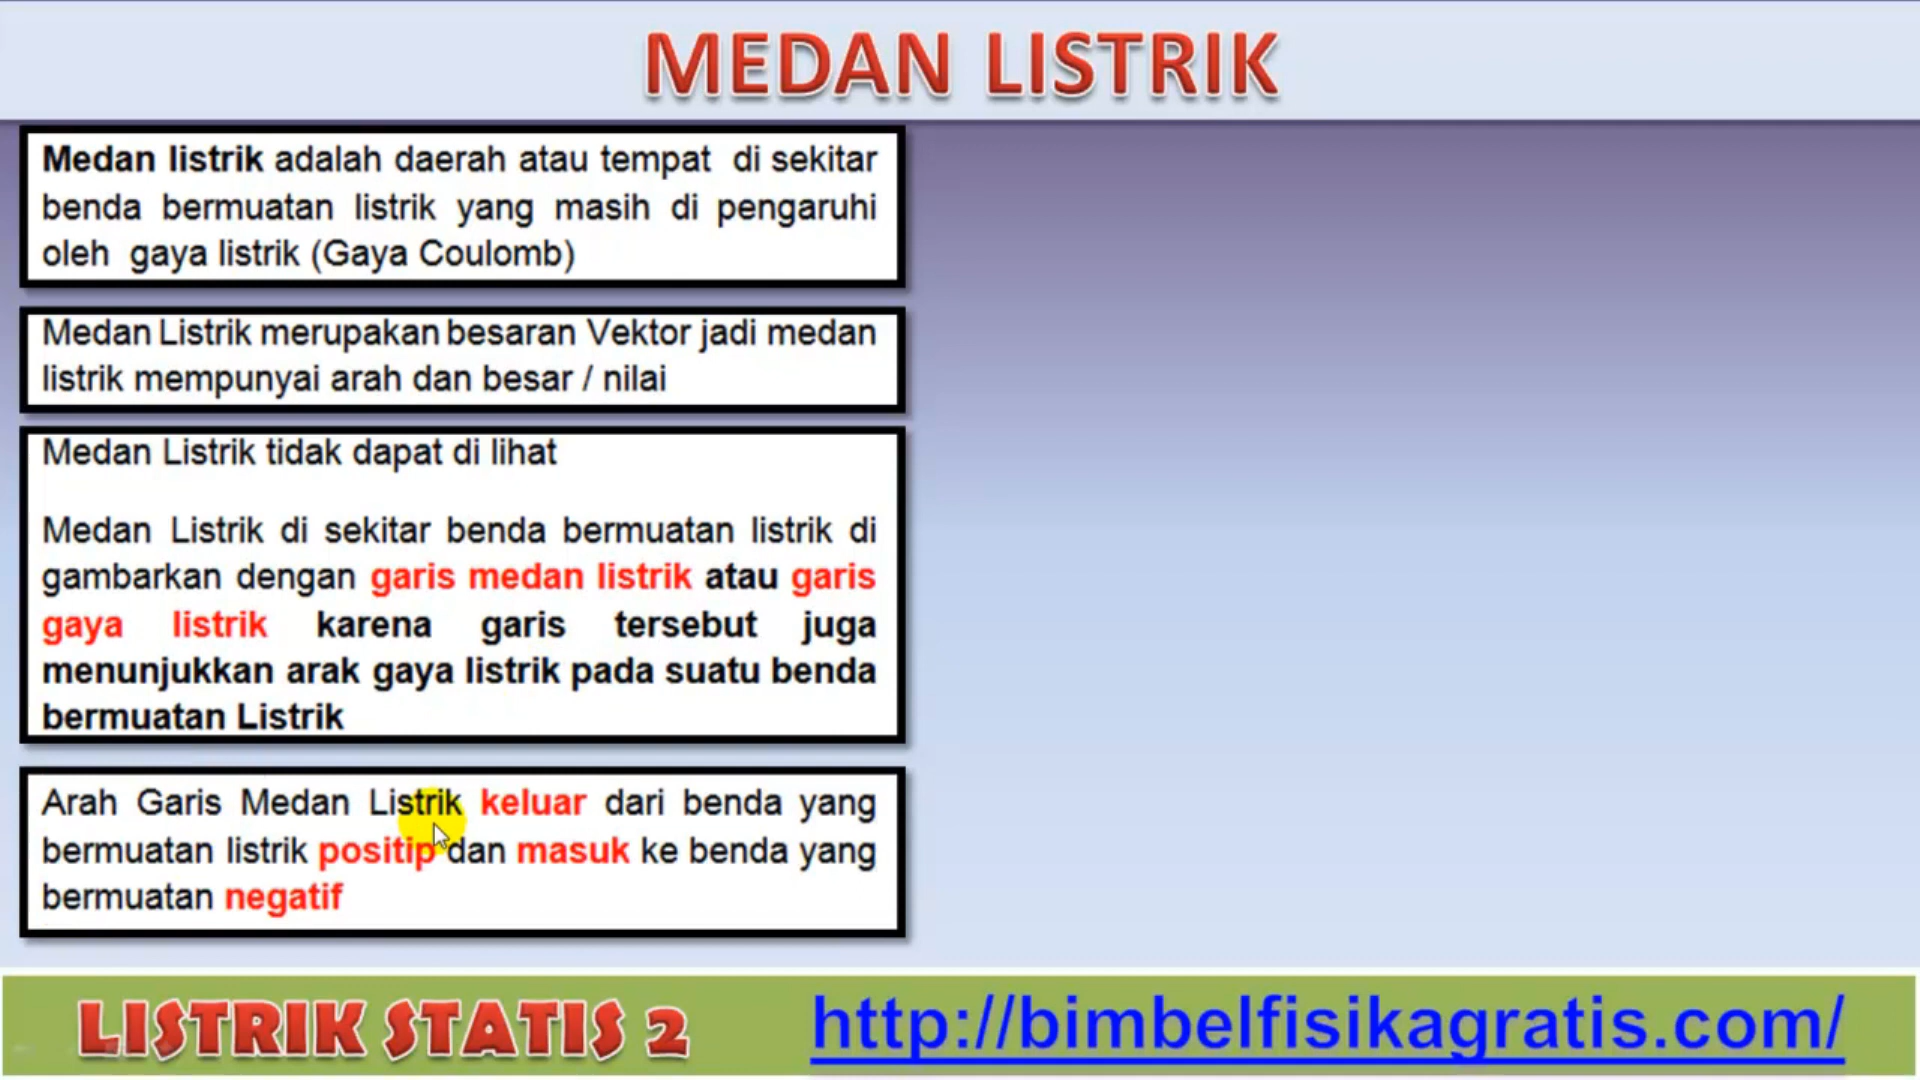 MEDAN LISTRIK
Medan listrik adalah daerah atau tempat di sekitar
benda bermuatan listrik yang masih di pengaruhi
oleh gaya listrik (Gaya Coulomb)
Medan Listrik merupakan besaran Vektor jadi medan
listrik mempunyai arah dan besar / nilai
Medan Listrik tidak dapat di lihat
Medan Listrik di sekitar benda bermuatan listrik di
gambarkan dengan garis medan listrik atau garis
gaya listrik karena garis tersebut juga
menunjukkan arak gaya listrik pada suatu benda
bermuatan Listrik
Arah Garis Medan Listrik keluar dari benda yang
bermuatan listrik positip dan masuk ke benda yang
bermuatan negatif
LISTRIK STATIS 2
http://bimbelfisikagratis.com/